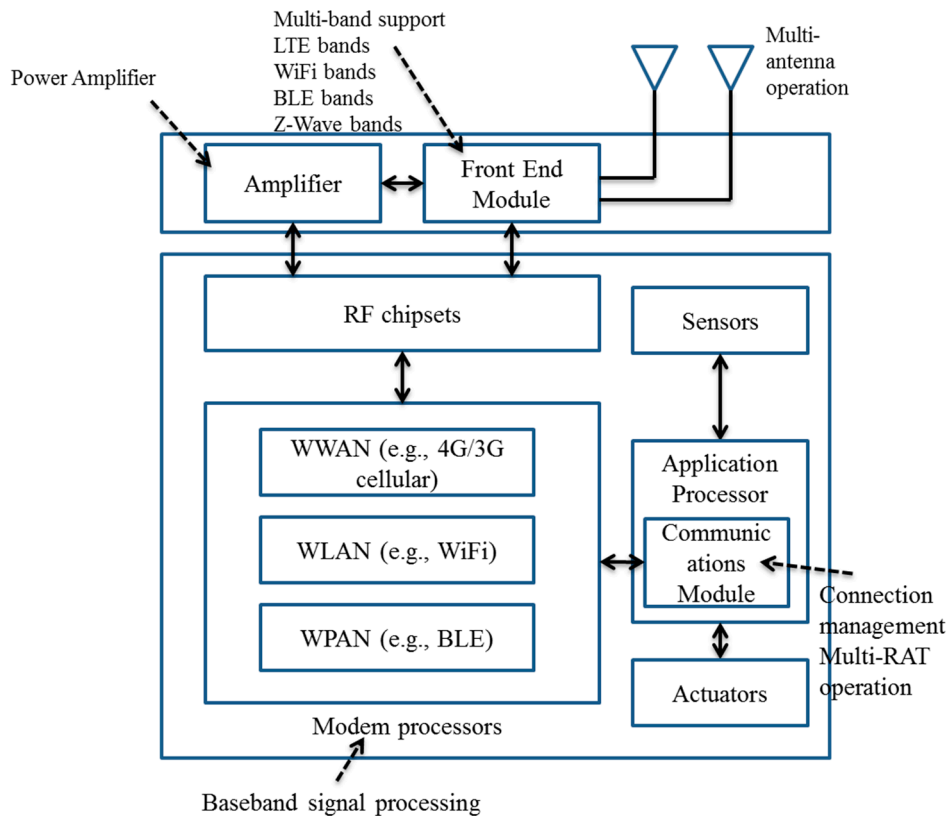 Multi-band support
LTE bands
WiFi bands
BLE bands
Z-Wave bands
Multi-
antenna
operation
Power Amplifier
Amplifier
Front End
Module
RF chipsets
Sensors
WWAN (e.g., 4G/3G
cellular)
WLAN (e.g., WiFi)
WPAN (e.g., BLE)
Application
Processor
Communic
ations
Module
Connection
management
Multi-RAT
operation
Actuators
Modem processors
Baseband signal processing